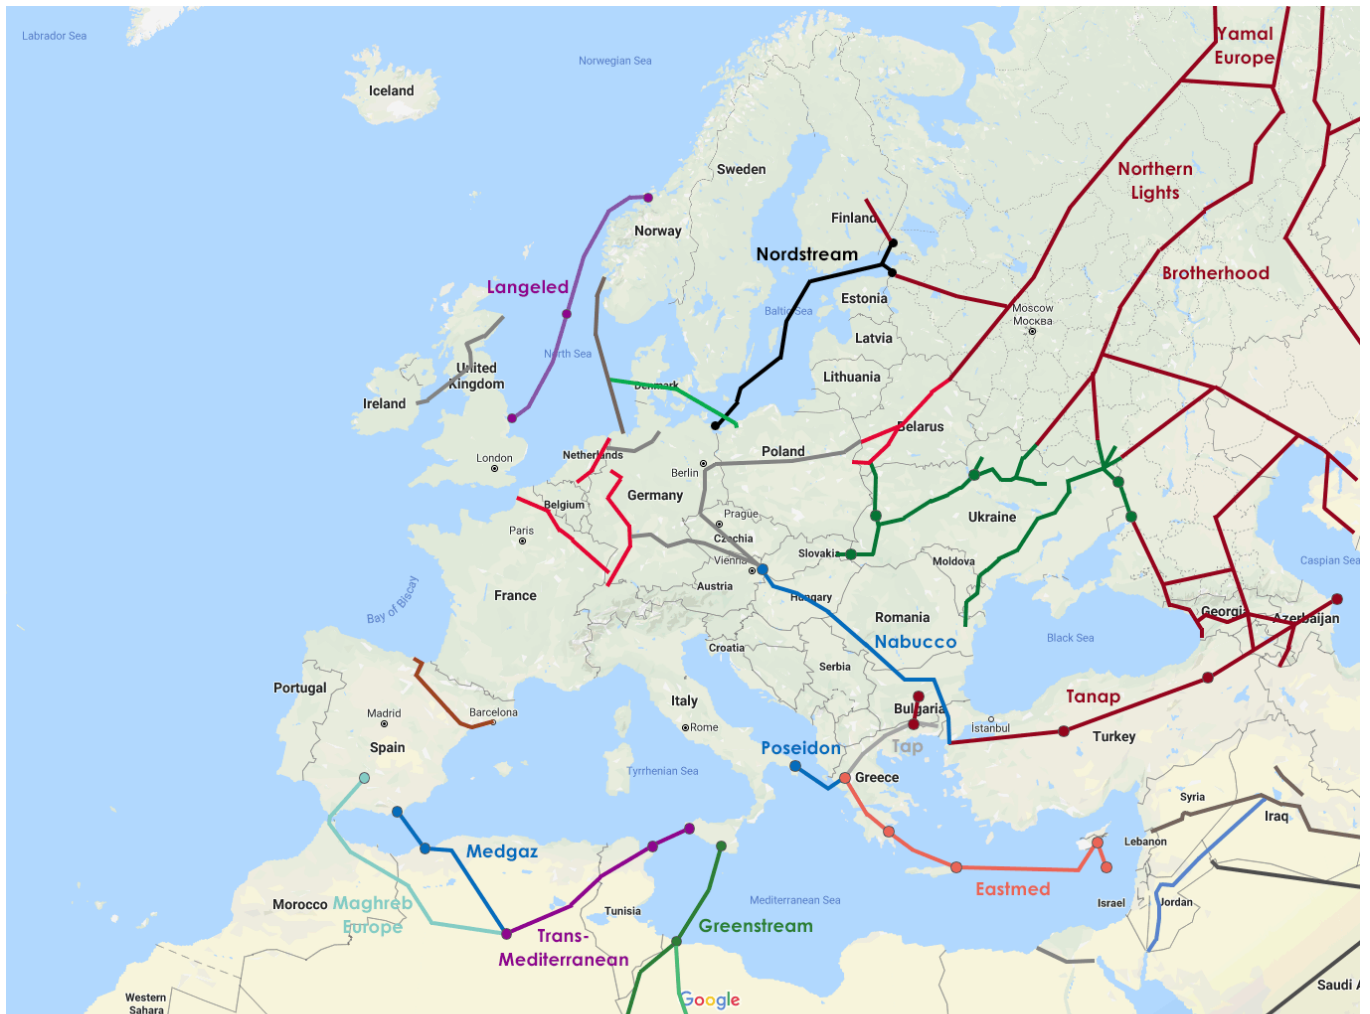 Labrador Sea
Norwegian Sea
Yamal
Europe
Iceland
Sweden
Northern
Lights
Finland
Norway
Nordstream
Brotherhood
Langeled
Estonia
Baltic Sea
Moscow
Москва
Latvia
North Sea
United
Kingdom
Denmark
Lithuania
Ireland
Belarus
Poland
London
Netherlands
Berlin
Germany
Belgium
Prague
Ukraine
Paris
Czechia
Slovakia
Vienna
Moldova
Caspian Sea
Austria
France
Hungary
Bay of Biscay
Romania
Georgia
Azerbaijan
Black Sea
Nabucco
Croatia
Serbia
Portugal
Italy
Tanap
Barcelona
Madrid
Bulgaria
Rome
İstanbul
Spain
Tap
Turkey
Poseidon
Tyrrhenian Sea
Greece
Syria
Iraq
Lebanon
Medgaz
Eastmed
Maghreb
Europe
Morocco
Mediterranean Sea
Israel
Jordan
Tunisia
Greenstream
Trans-
Mediterranean
Saudi A
Western
Sahara
Google